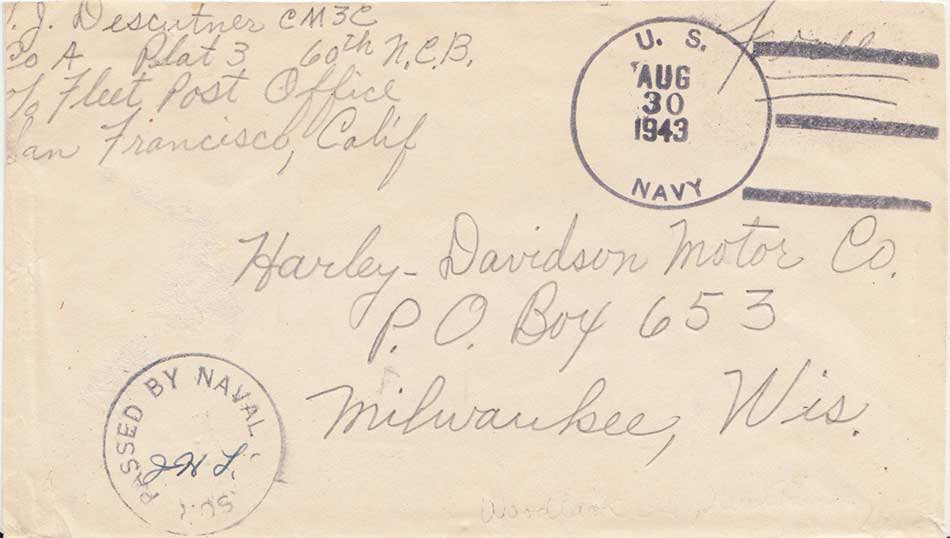 J. Descutner CM3C
Co A Plat 3 60th N.C.B.
c/o Fleet Post Office
San Francisco, Calif
U. S.
AUG
30
1943
NAVY
Harley-Davidson Motor Co.
P. O. Box 653
Milwaukee, Wis.
PASSED BY NAVAL